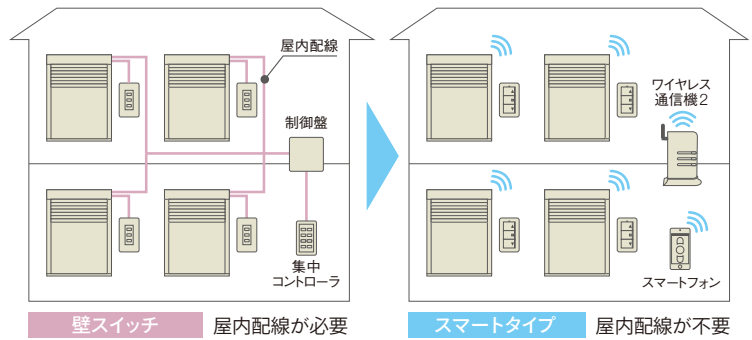 屋内配線
制御盤
集中
コントローラ
ワイヤレス
通信機2
スマートフォン
壁スイッチ
屋内配線が必要
スマートタイプ
屋内配線が不要